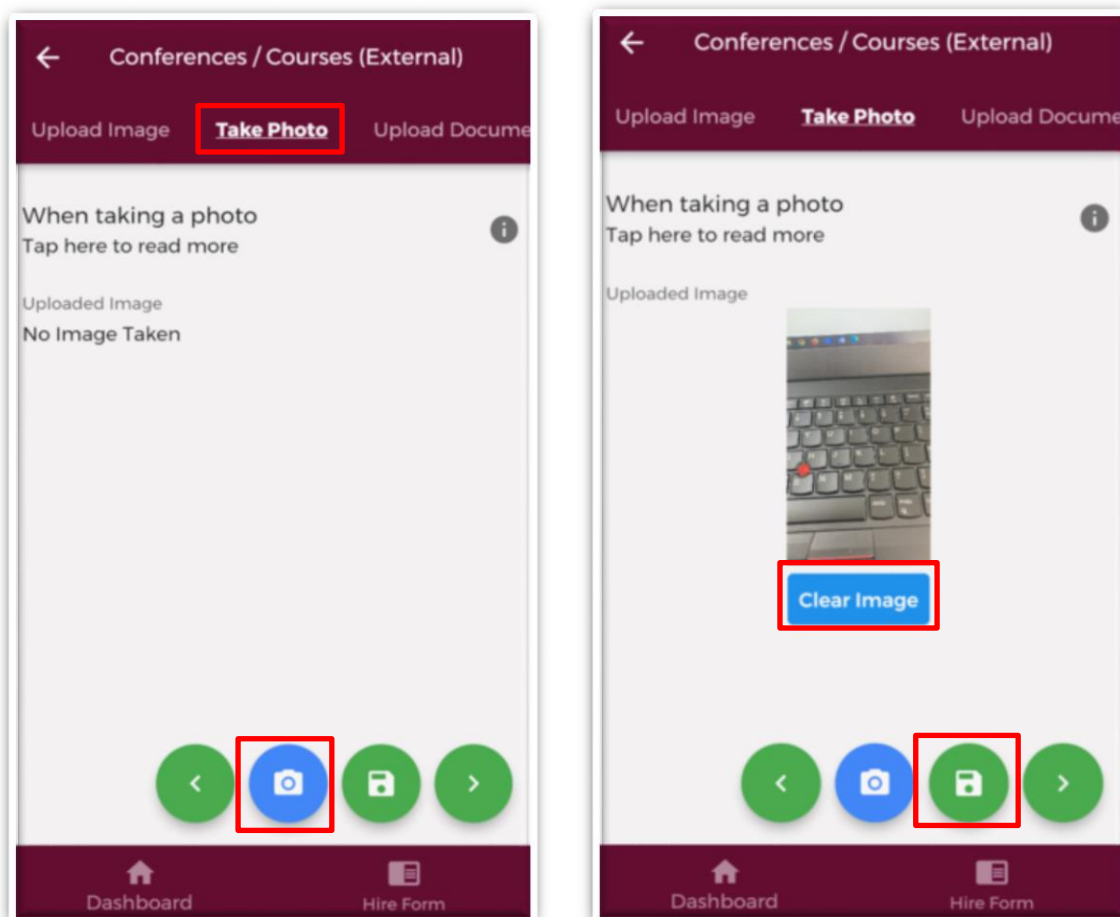 Conferences / Courses (External)
Upload Image Take Photo Upload Docume
When taking a photo
Tap here to read more
Uploaded Image
No Image Taken
Dashboard Hire Form
Conferences / Courses (External)
Upload Image Take Photo Upload Docume
When taking a photo
Tap here to read more
Uploaded Image
Clear Image
Dashboard Hire Form